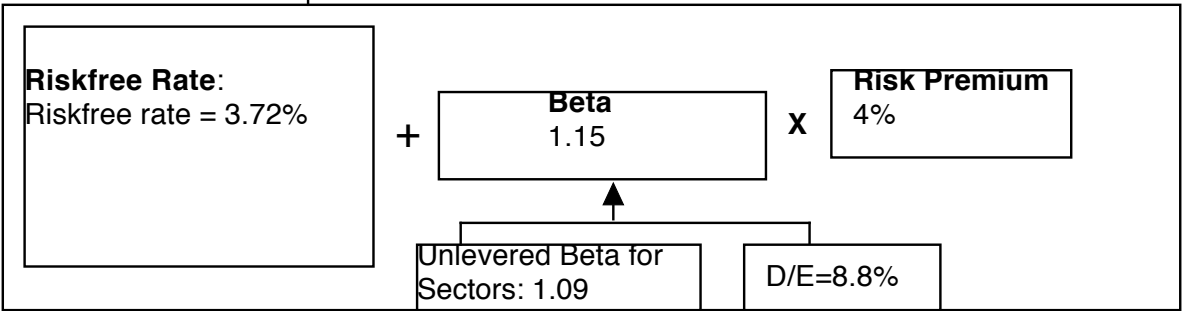 Riskfree Rate:
Riskfree rate = 3.72%
+
Beta
1.15
X
Risk Premium
4%
Unlevered Beta for
Sectors: 1.09
D/E=8.8%